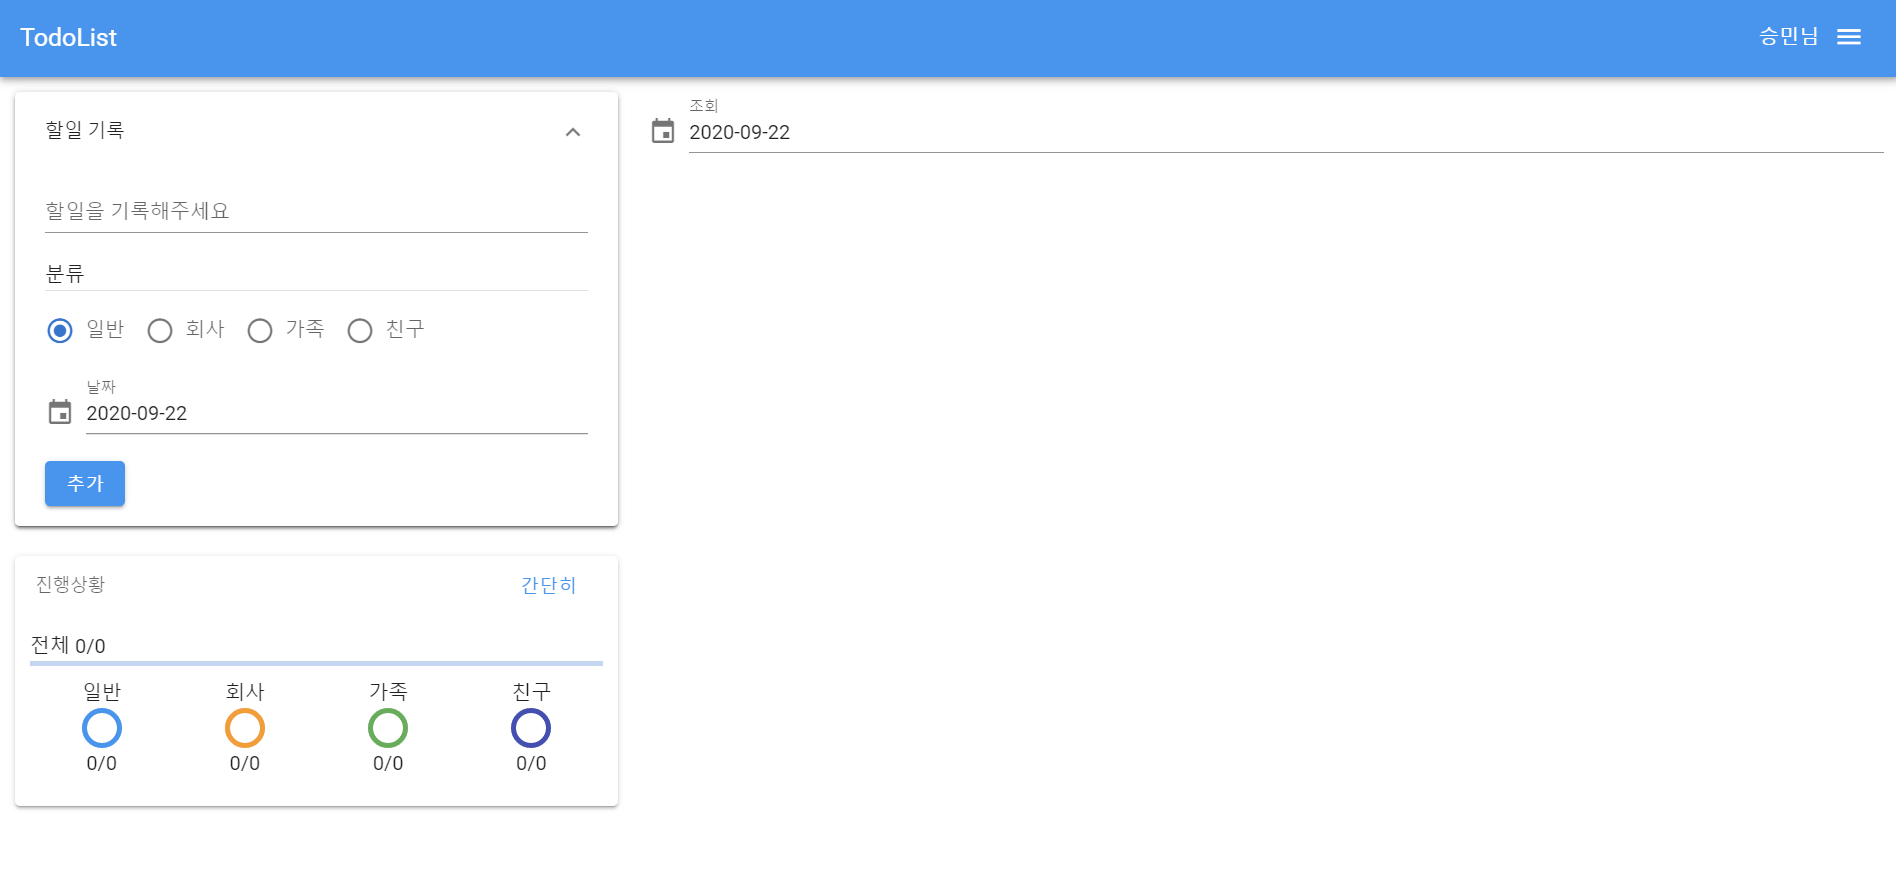 TodoList
승민님
할일 기록
할일을 기록해주세요
분류
일반 회사 가족 친구
날짜
2020-09-22
추가
진행상황 간단히
전체 0/0
일반 회사 가족 친구
0/0 0/0 0/0 0/0
조회
2020-09-22